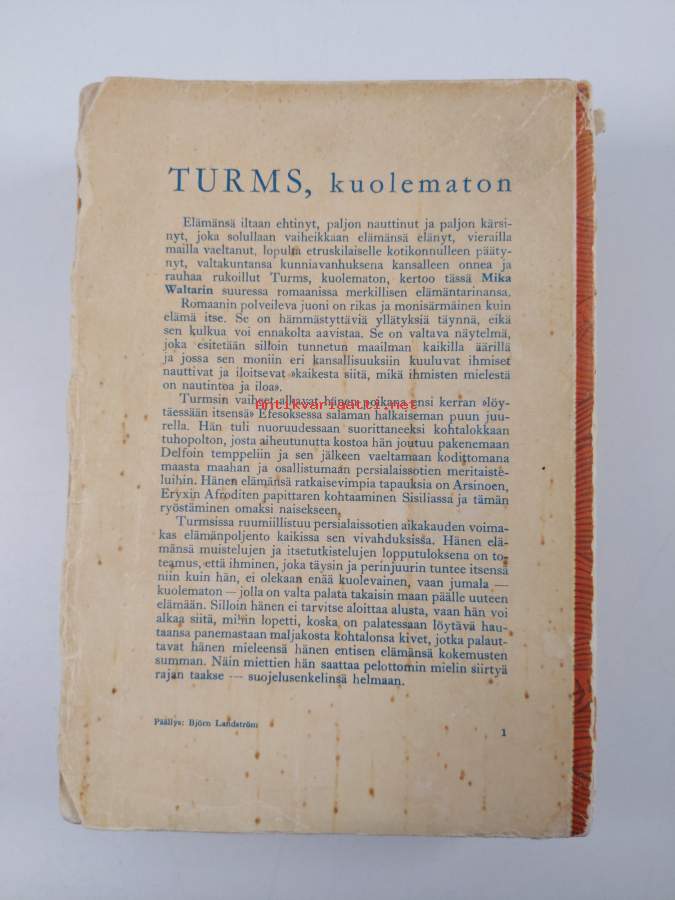 TURMS, kuolematon
Elämänsä iltaan ehtinyt, paljon nauttinut ja paljon kärsi-
nyt, joka solullaan vaiheikkaan elämänsä elänyt, vierailla
mailla vaeltanut, lopulta etruskilaiselle kotikonnulleen pääty-
nyt, valtakuntansa kunniavanhuksena kansalleen onnea ja
rauhaa rukoillut Turms, kuolematon, kertoo tässä Mika
Waltarin suuressa romaanissa merkillisen elämäntarinansa.
Romaanin polveileva juoni on rikas ja monisärmäinen kuin
elämä itse. Se on hämmästyttäviä yllätyksiä täynnä, eikä
sen kulkua voi ennakolta aavistaa. Se on valtava näytelmä,
joka esitetään silloin tunnetun maailman kaikilla äärillä
ja jossa sen moniin eri kansallisuuksiin kuuluvat ihmiset
nauttivat ja iloitsevat »kaikesta siitä, mikä ihmisten mielestä
on nautintoa ja iloa».
Turmsin vaiheet alkavat hänen poikana ensi kerran »löy-
täessään itsensä» Efesoksessa salaman halkaiseman puun juu-
rella. Hän tuli nuoruudessaan suorittaneeksi kohtalokkaan
tuhopolton, josta aiheutunutta kostoa hän joutuu pakenemaan
Delfoin temppeliin ja sen jälkeen vaeltamaan kodittomana
maasta maahan ja osallistumaan persialaissotien meritaiste-
luihin. Hänen elämänsä ratkaisevimpia tapauksia on Arsinoen,
Eryxin Afroditen papittaren kohtaaminen Sisiliassa ja tämän
ryöstäminen omaksi naisekseen.
Turmsissa ruumiillistuu persialaissotien aikakauden voima-
kas elämänpoljento kaikissa sen vivahduksissa. Hänen elä-
mänsä muistelujen ja itsetutkistelujen lopputuloksena on to-
teamus, että ihminen, joka täysin ja perinjuurin tuntee itsensä
niin kuin hän, ei olekaan enää kuolevainen, vaan jumala —
kuolematon — jolla on valta palata takaisin maan päälle uuteen
elämään. Silloin hänen ei tarvitse aloittaa alusta, vaan hän voi
alkaa siitä, mihin lopetti, koska on palatessaan löytävä hau-
taansa panemastaan maljakosta kohtalonsa kivet, jotka palaut-
tavat hänen mieleensä hänen entisen elämänsä kokemusten
summan. Näin miettien hän saattaa pelottomin mielin siirtyä
rajan taakse — suojelusenkelinsä helmaan.
Päällys: Björn Landström
1
Antikvariaatti.net